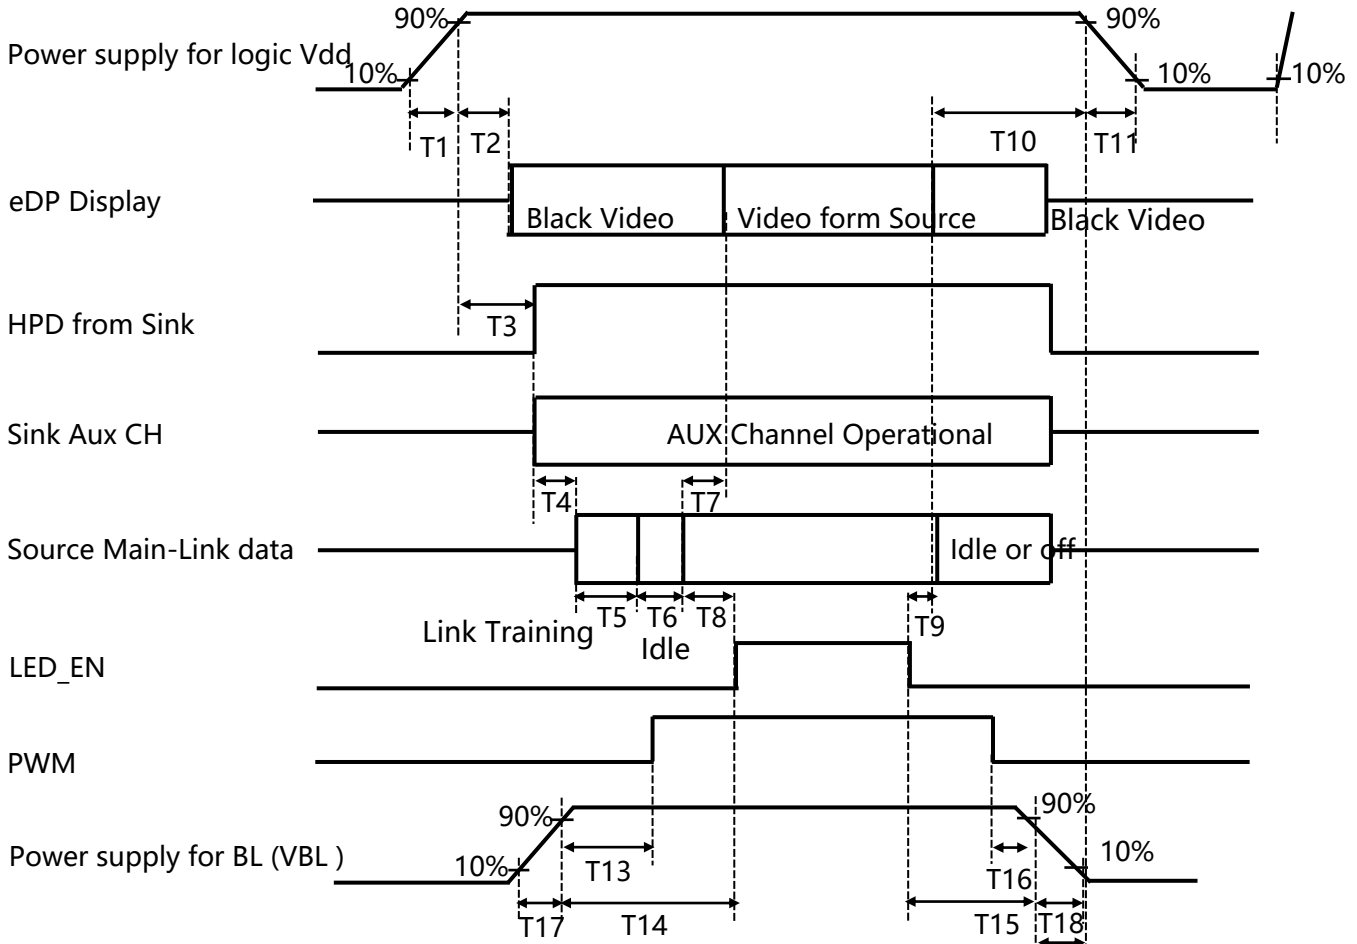 90%
90%
Power supply for logic Vdd
10%
10%
10%
T1
T2
T10
T11
eDP Display
Black Video
Video form Source
Black Video
HPD from Sink
T3
Sink Aux CH
AUX Channel Operational
T4
T7
Source Main-Link data
Idle or off
T5
T6
T8
T9
Link Training
Idle
LED_EN
PWM
90%
90%
Power supply for BL (VBL )
10%
10%
T13
T16
T17
T14
T15
T18